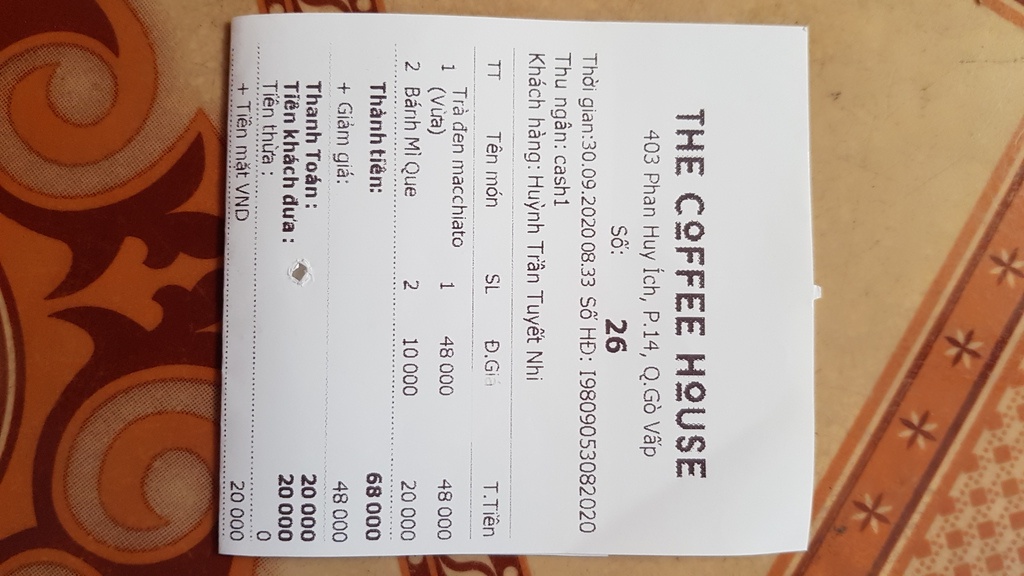 THE COFFEE HOUSE
403 Phan Huy Ích, P.14, Q.Gò Vấp
Số: 26
Thời gian:30.09.2020 08.33 Số HĐ: I980905530820​20
Thu ngân: cash1
Khách hàng: Huỳnh Trần Tuyết Nhi
TT Tên món SL Đ.Giá T.Tiền
1 Trà đen macchiato 1 48 000 48 000
(Vừa)
2 Bánh Mì Que 2 10 000 20 000
Thành tiền: 68 000
+ Giảm giá: 48 000
Thanh Toán : 20 000
Tiền khách đưa : 20 000
Tiền thừa : 0
+ Tiền mặt VND 20 000